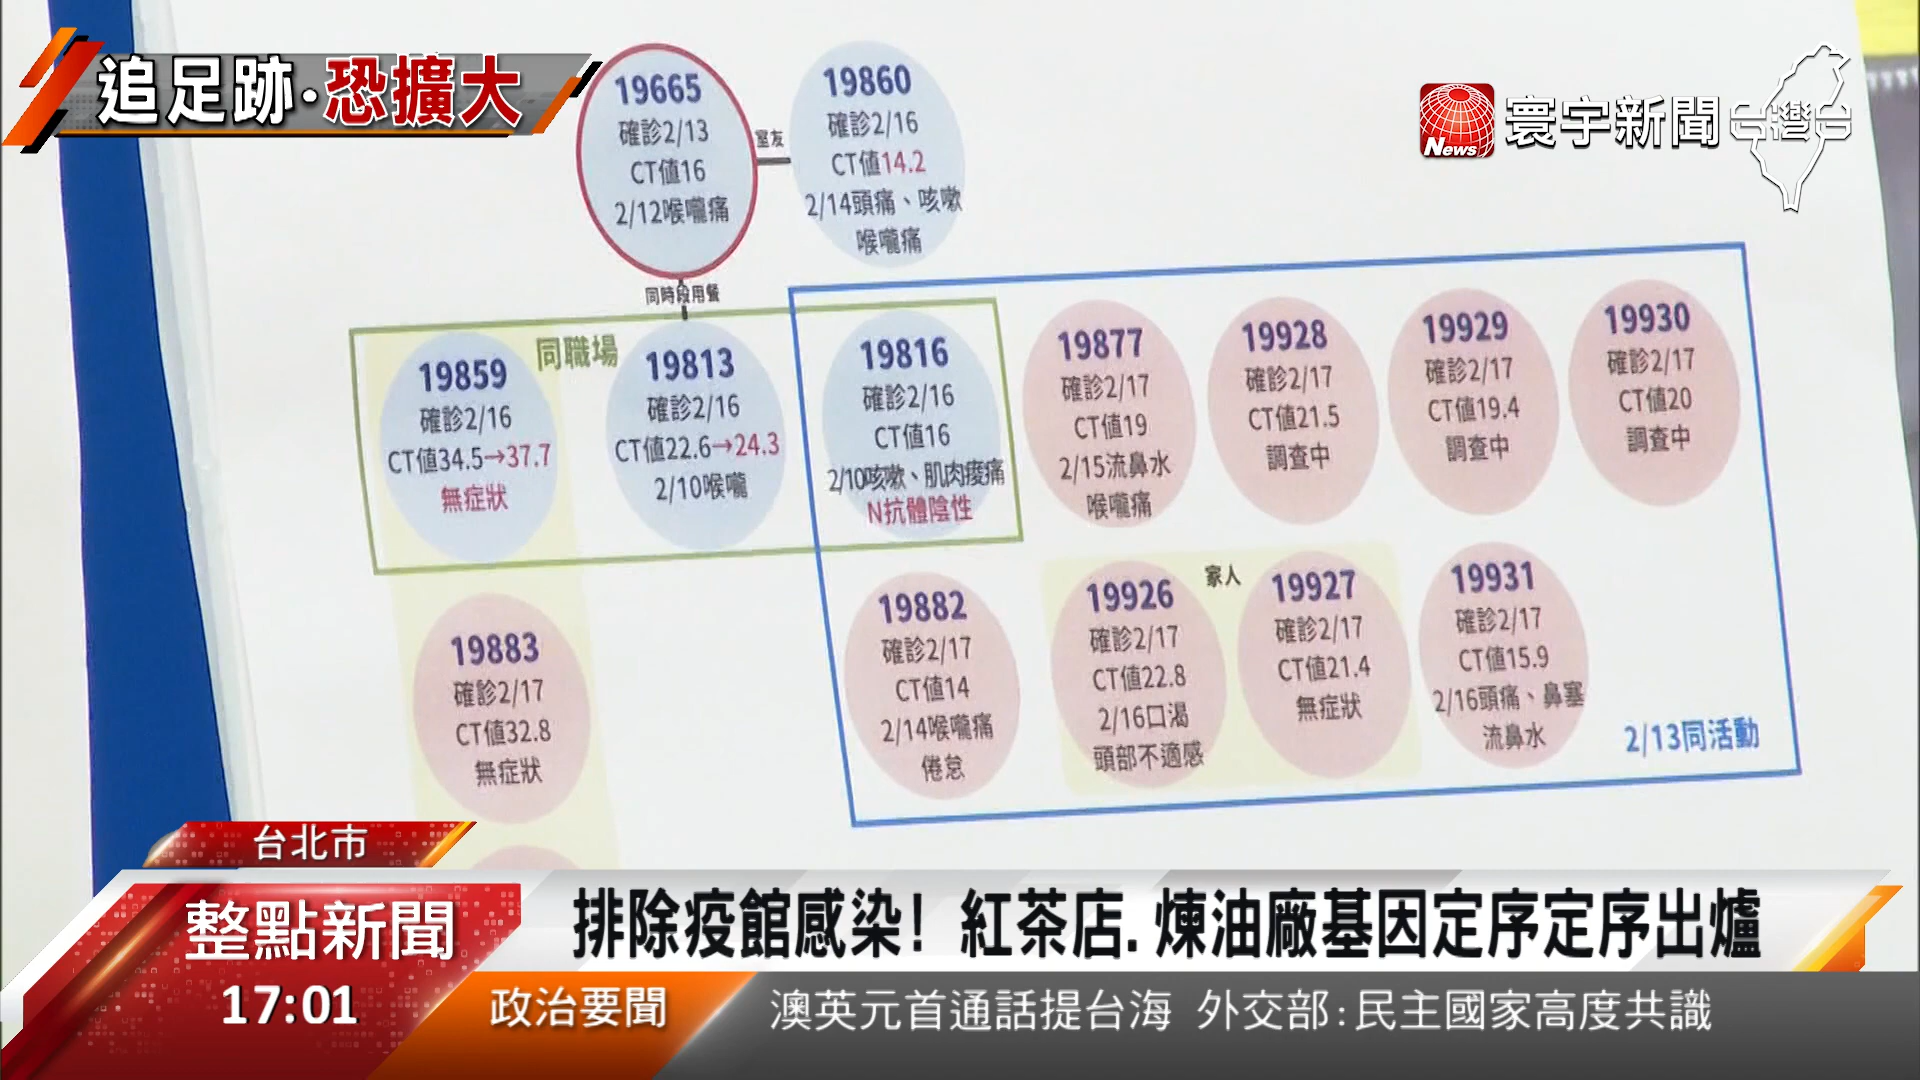 追足跡·恐擴大
News 寰宇新聞 台灣台
19665
確診2/13
CT值16
2/12喉嚨痛
室友
19860
確診2/16
CT值14.2
2/14頭痛、咳嗽
喉嚨痛
同時段用餐
同職場
19859
確診2/16
CT值34.5→37.7
無症狀
19813
確診2/16
CT值22.6→24.3
2/10喉嚨
19816
確診2/16
CT值16
2/10咳嗽、肌肉痠痛
N抗體陰性
19877
確診2/17
CT值19
2/15流鼻水
喉嚨痛
19928
確診2/17
CT值21.5
調查中
19929
確診2/17
CT值19.4
調查中
19930
確診2/17
CT值20
調查中
19883
確診2/17
CT值32.8
無症狀
19882
確診2/17
CT值14
2/14喉嚨痛
倦怠
19926
確診2/17
CT值22.8
2/16口渴
頭部不適感
家人
19927
確診2/17
CT值21.4
無症狀
19931
確診2/17
CT值15.9
2/16頭痛、鼻塞
流鼻水
2/13同活動
台北市
整點新聞
排除疫館感染! 紅茶店.煉油廠基因定序定序出爐
17:01
政治要聞
澳英元首通話提台海 外交部:民主國家高度共識